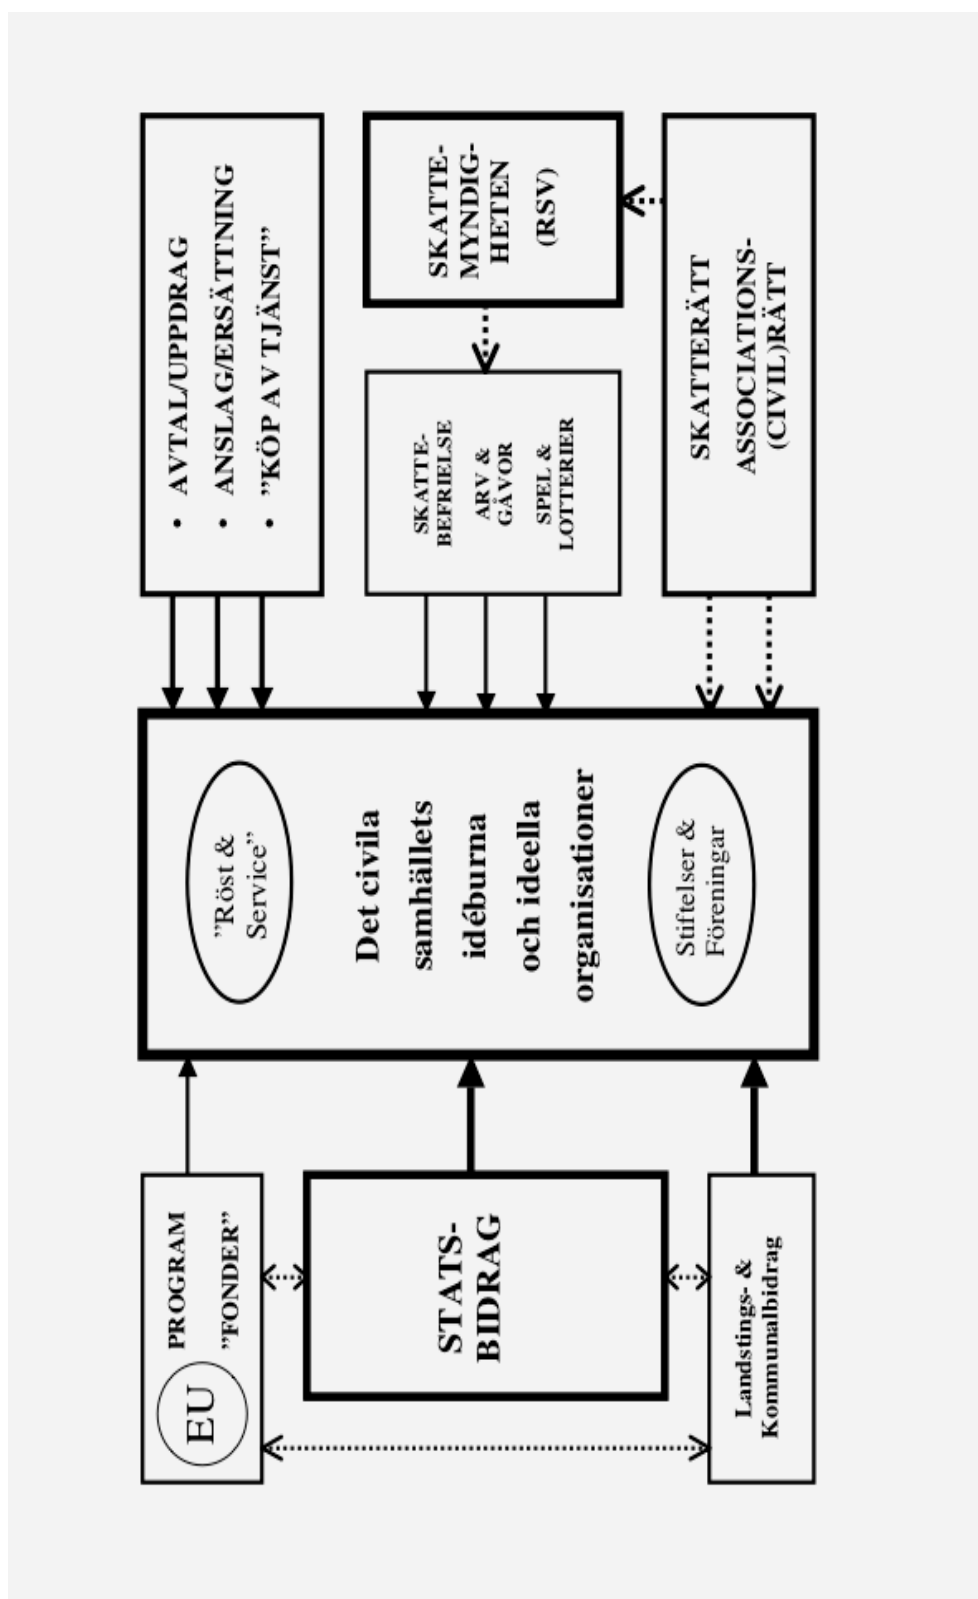 PROGRAM
”FONDER”
EU
STATS-
BIDRAG
Landstings- &
Kommunalbidrag
”Röst &
Service”
Det civila
samhällets
idéburna
och ideella
organisationer
Stiftelser &
Föreningar
• AVTAL/UPPDRAG
• ANSLAG/ERSÄTTNING
• ”KÖP AV TJÄNST”
SKATTE-
BEFRIELSE
ARV &
GÅVOR
SPEL &
LOTTERIER
SKATTE-
MYNDIG-
HETEN
(RSV)
SKATTERÄTT
ASSOCIATIONS-
(CIVIL)RÄTT